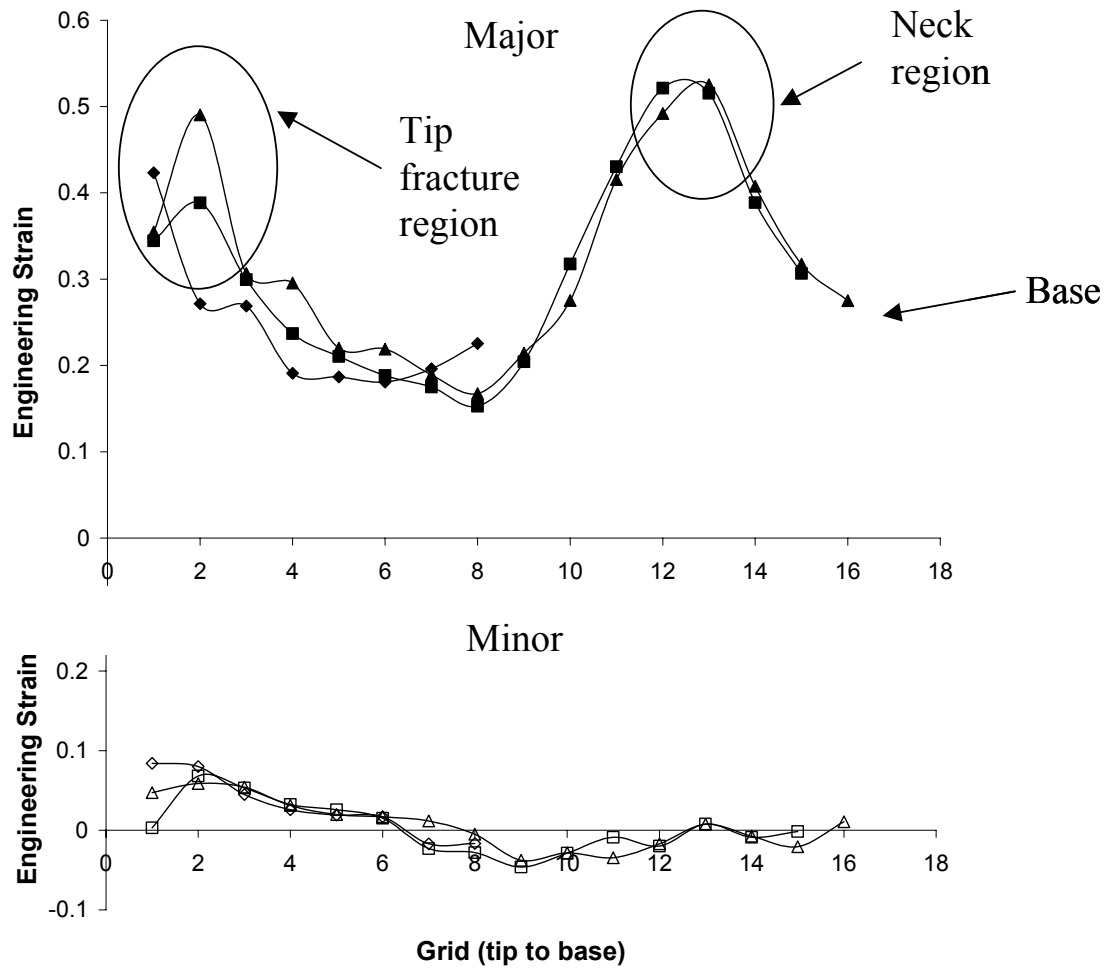 Major
Neck
region
Tip
fracture
region
Base
Engineering Strain
0.6
0.5
0.4
0.3
0.2
0.1
0
0 2 4 6 8 10 12 14 16 18
Minor
Engineering Strain
0.2
0.1
0
-0.1
0 2 4 6 8 10 12 14 16 18
Grid (tip to base)